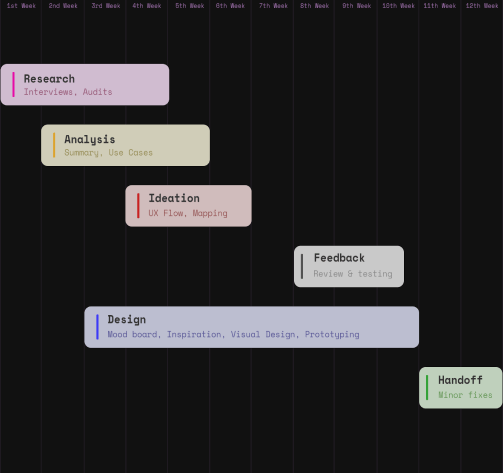 1st Week 2nd Week 3rd Week 4th Week 5th Week 6th Week 7th Week 8th Week 9th Week 10th Week 11th Week 12th Week
Research
Interviews, Audits
Analysis
Summary, Use Cases
Ideation
UX Flow, Mapping
Feedback
Review & testing
Design
Mood board, Inspiration, Visual Design, Prototyping
Handoff
Minor fixes